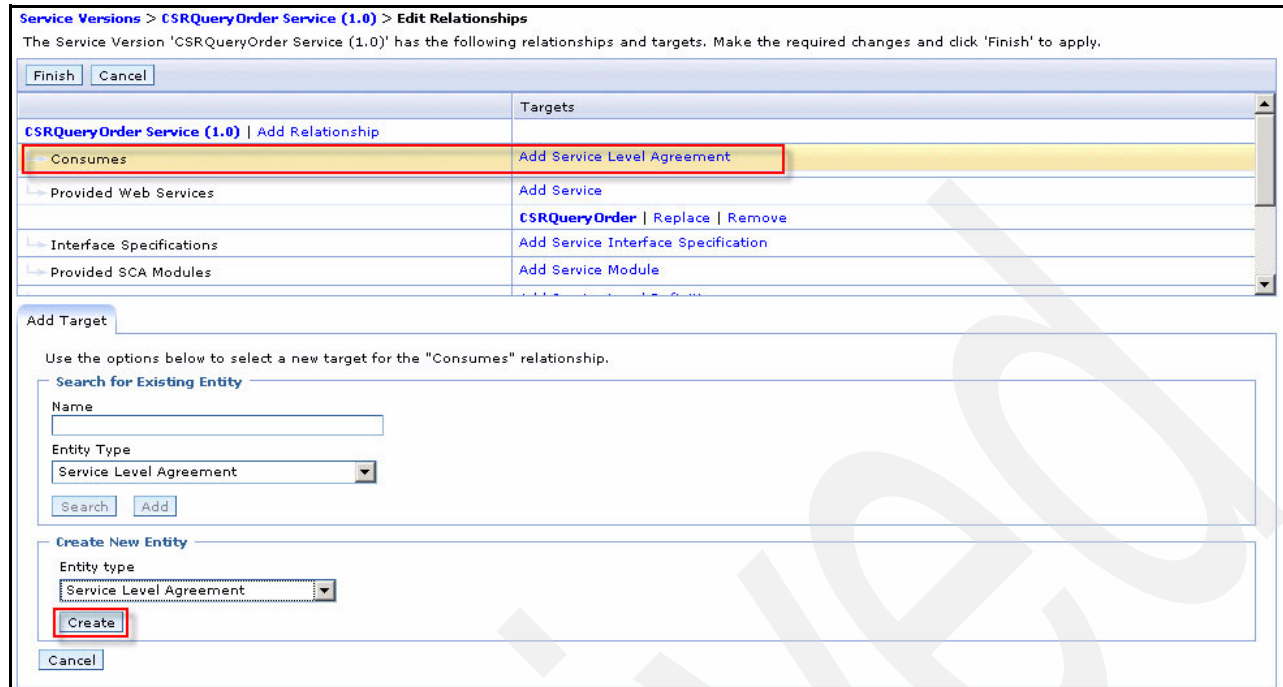 Service Versions > CSRQueryOrder Service (1.0) > Edit Relationships
The Service Version 'CSRQueryOrder Service (1.0)' has the following relationships and targets. Make the required changes and click 'Finish' to apply.
Finish Cancel
Targets
CSRQueryOrder Service (1.0) | Add Relationship
Consumes Add Service Level Agreement
Provided Web Services Add Service
CSRQueryOrder | Replace | Remove
Interface Specifications Add Service Interface Specification
Provided SCA Modules Add Service Module
Add Target
Use the options below to select a new target for the "Consumes" relationship.
Search for Existing Entity
Name
Entity Type
Service Level Agreement
Search Add
Create New Entity
Entity type
Service Level Agreement
Create
Cancel